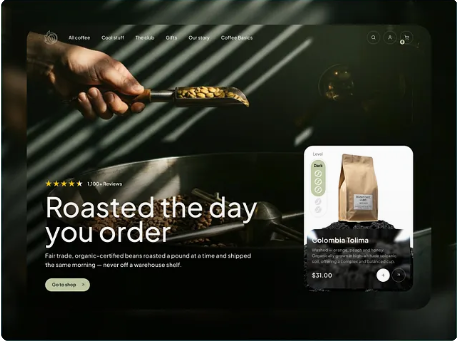 All coffee Cool stuff The club Gifts Our story Coffee Basics
1,100+ Reviews
Roasted the day
you order
Fair trade, organic-certified beans roasted a pound at a time and shipped
the same morning — never off a warehouse shelf.
Go to shop
Level
Dark
Colombia Tolima
$31.00